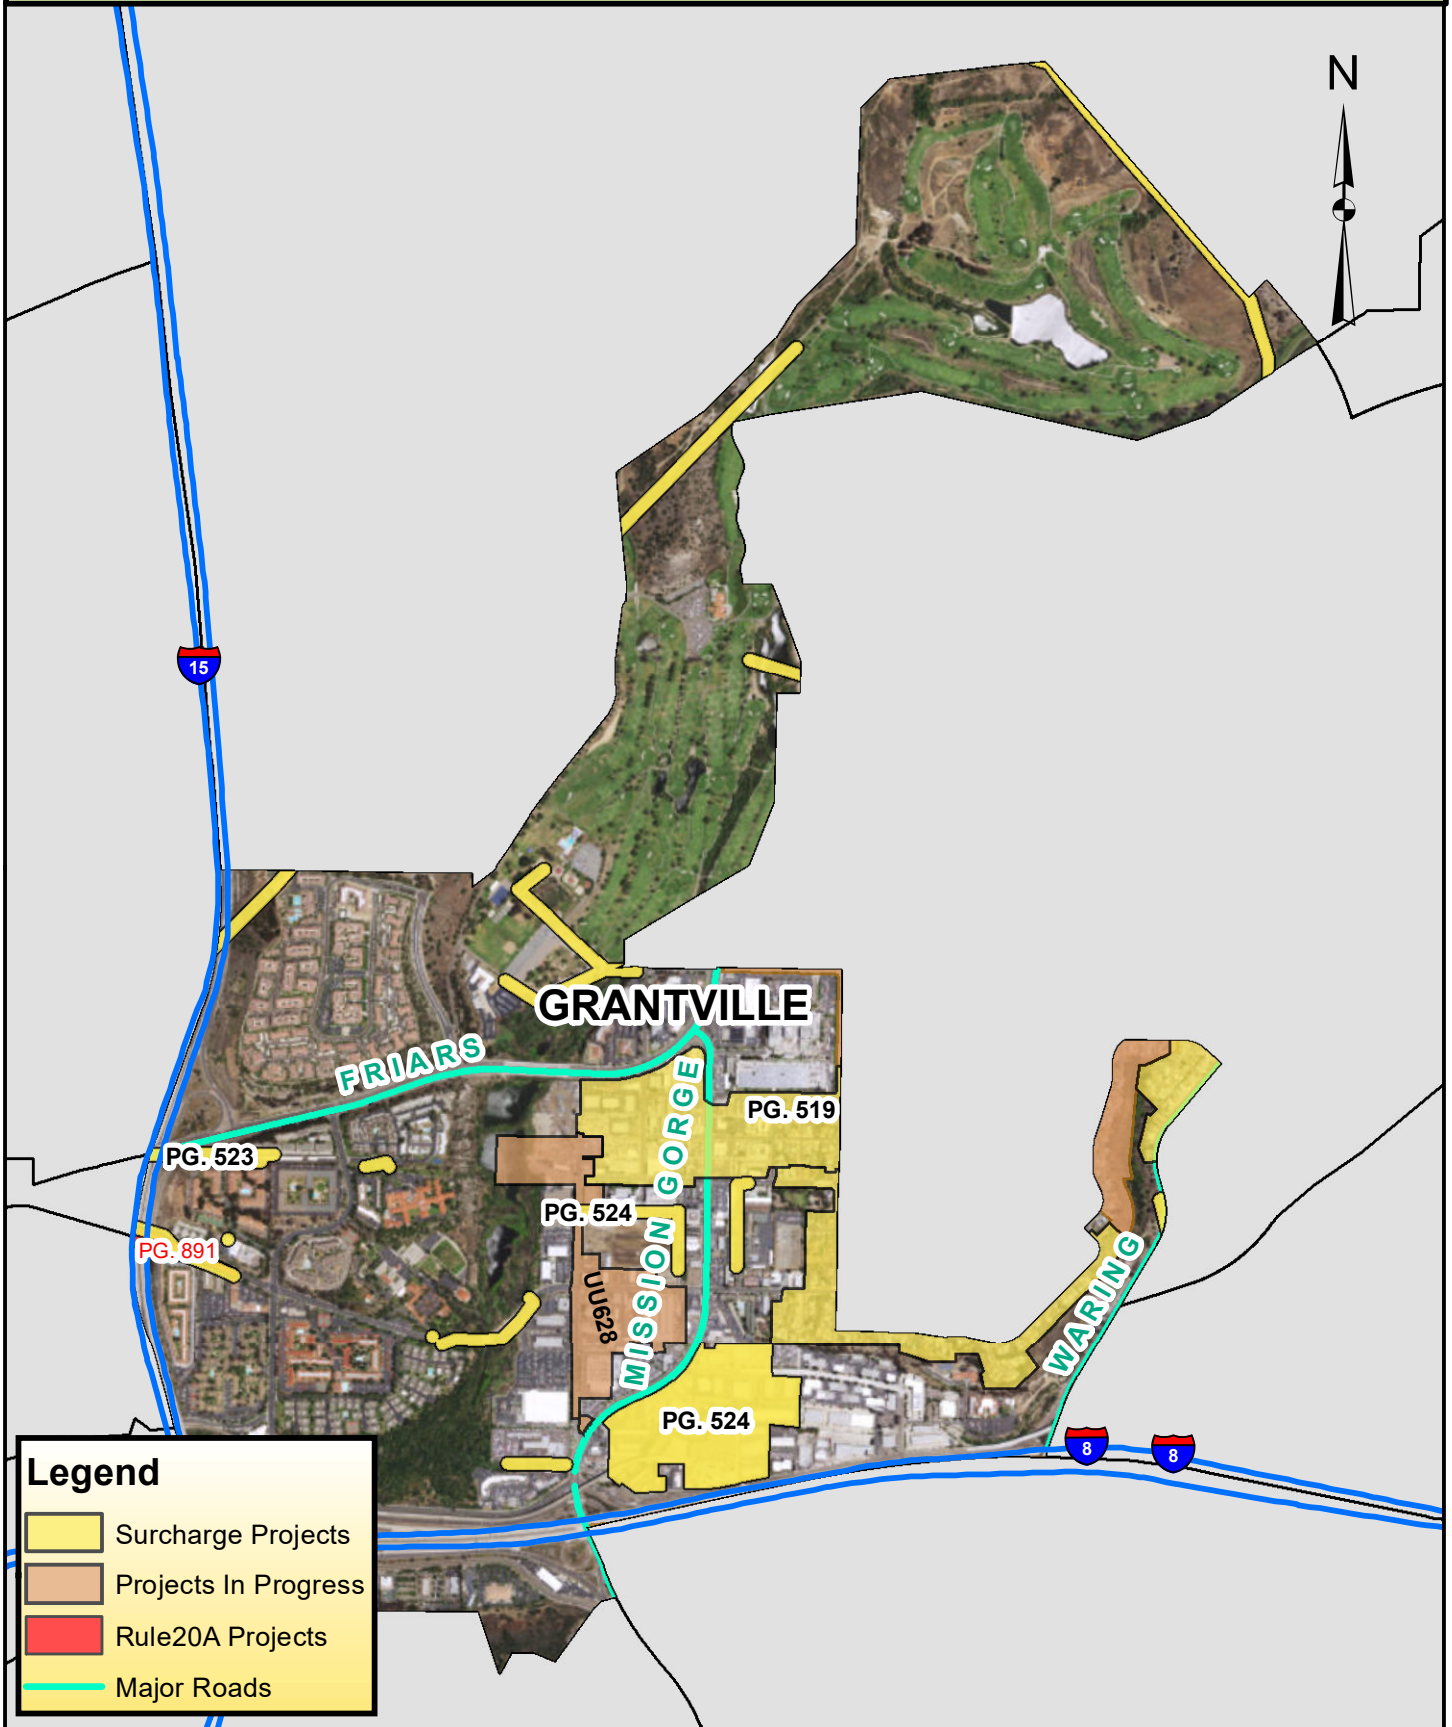 N
15
GRANTVILLE
FRIARS
MISSION GORGE
PG. 519
PG. 523
PG. 524
PG. 891
UU628
WARING
PG. 524
8
8
Legend
Surcharge Projects
Projects In Progress
Rule20A Projects
Major Roads